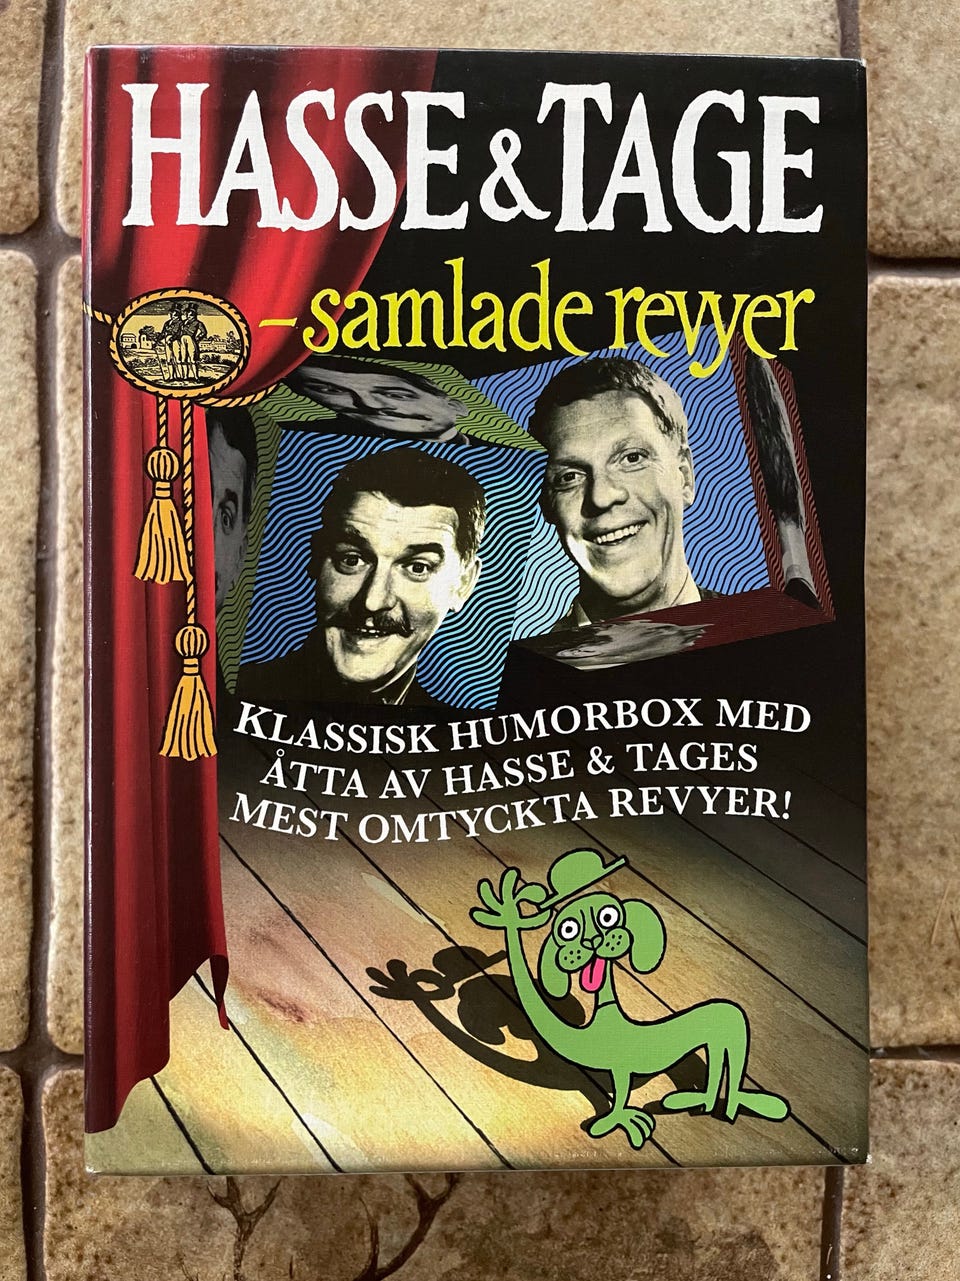 HASSE & TAGE
– samlade revyer
KLASSISK HUMORBOX MED
ÅTTA AV HASSE & TAGES
MEST OMTYCKTA REVYER!